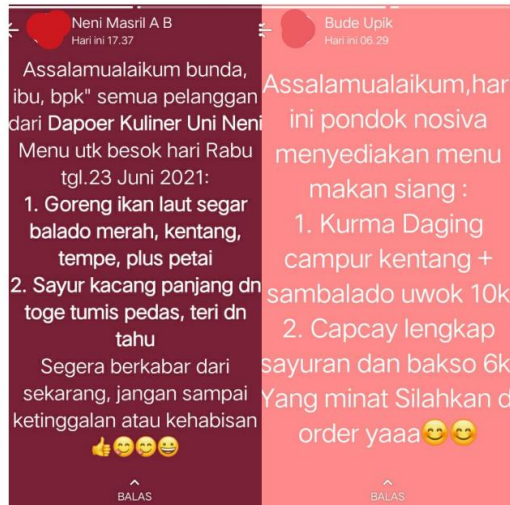 Neni Masril A B
Hari ini 17.37
Assalamualaikum bunda,
ibu, bpk" semua pelanggan
dari Dapoer Kuliner Uni Neni
Menu utk besok hari Rabu
tgl.23 Juni 2021:
1. Goreng ikan laut segar
balado merah, kentang,
tempe, plus petai
2. Sayur kacang panjang dn
toge tumis pedas, teri dn
tahu
Segera berkabar dari
sekarang, jangan sampai
ketinggalan atau kehabisan
👍😊😊😀
BALAS
Bude Upik
Hari ini 06.29
Assalamualaikum,har
ini pondok nosiva
menyediakan menu
makan siang :
1. Kurma Daging
campur kentang +
sambalado uwok 10k
2. Capcay lengkap
sayuran dan bakso 6k
Yang minat Silahkan d
order yaaa😊😊
BALAS